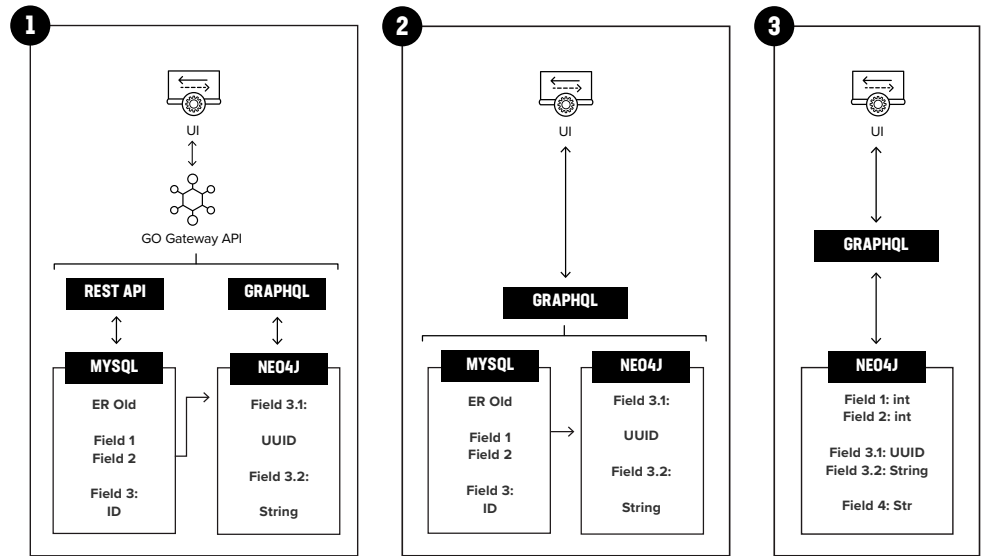 1
UI
GO Gateway API
REST API
GRAPHQL
MYSQL
ER Old
Field 1
Field 2
Field 3:
ID
NEO4J
Field 3.1:
UUID
Field 3.2:
String
2
UI
GRAPHQL
MYSQL
ER Old
Field 1
Field 2
Field 3:
ID
NEO4J
Field 3.1:
UUID
Field 3.2:
String
3
UI
GRAPHQL
NEO4J
Field 1: int
Field 2: int
Field 3.1: UUID
Field 3.2: String
Field 4: Str